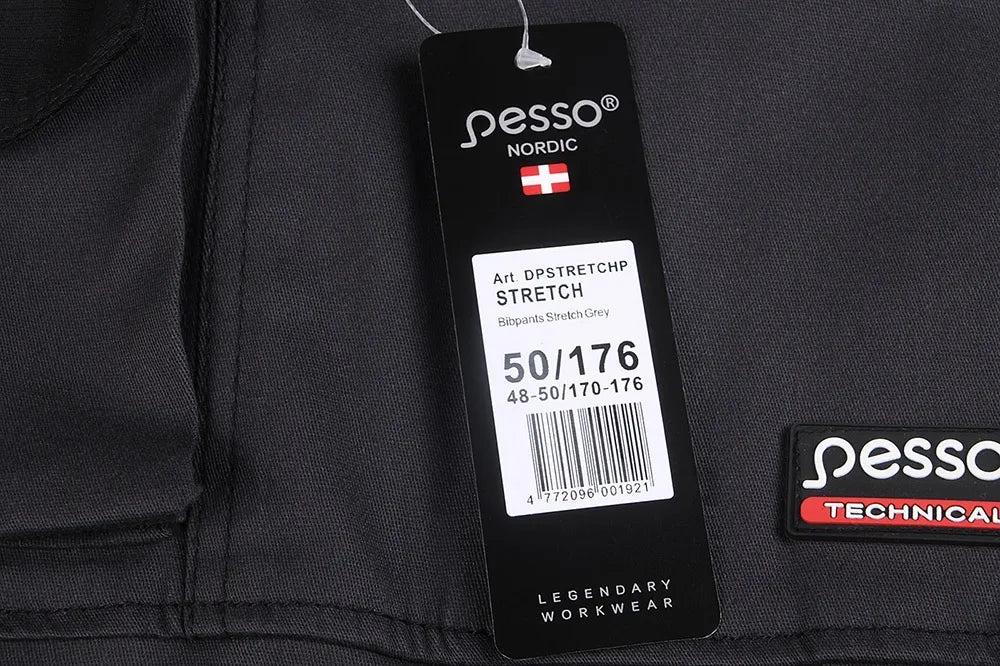 pesso®
NORDIC
Art. DPSTRETCHP
STRETCH
Bibpants Stretch Grey
50/176
48-50/170-176
4 772096 001921
LEGENDARY
WORKWEAR
pesso
TECHNICAL